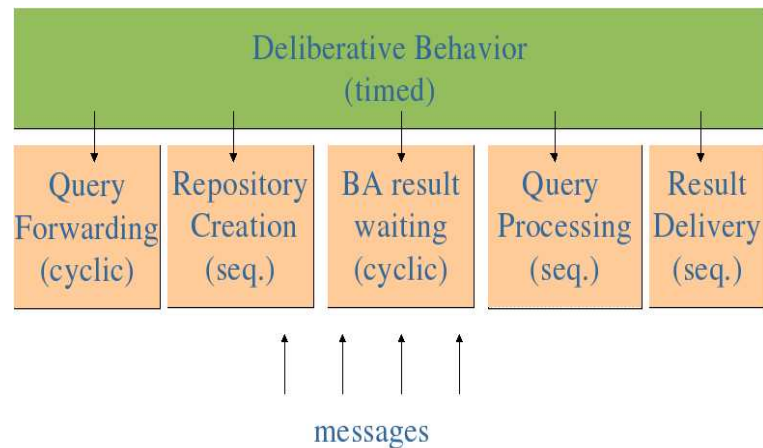 Deliberative Behavior
(timed)
Query
Forwarding
(cyclic)
Repository
Creation
(seq.)
BA result
waiting
(cyclic)
Query
Processing
(seq.)
Result
Delivery
(seq.)
messages